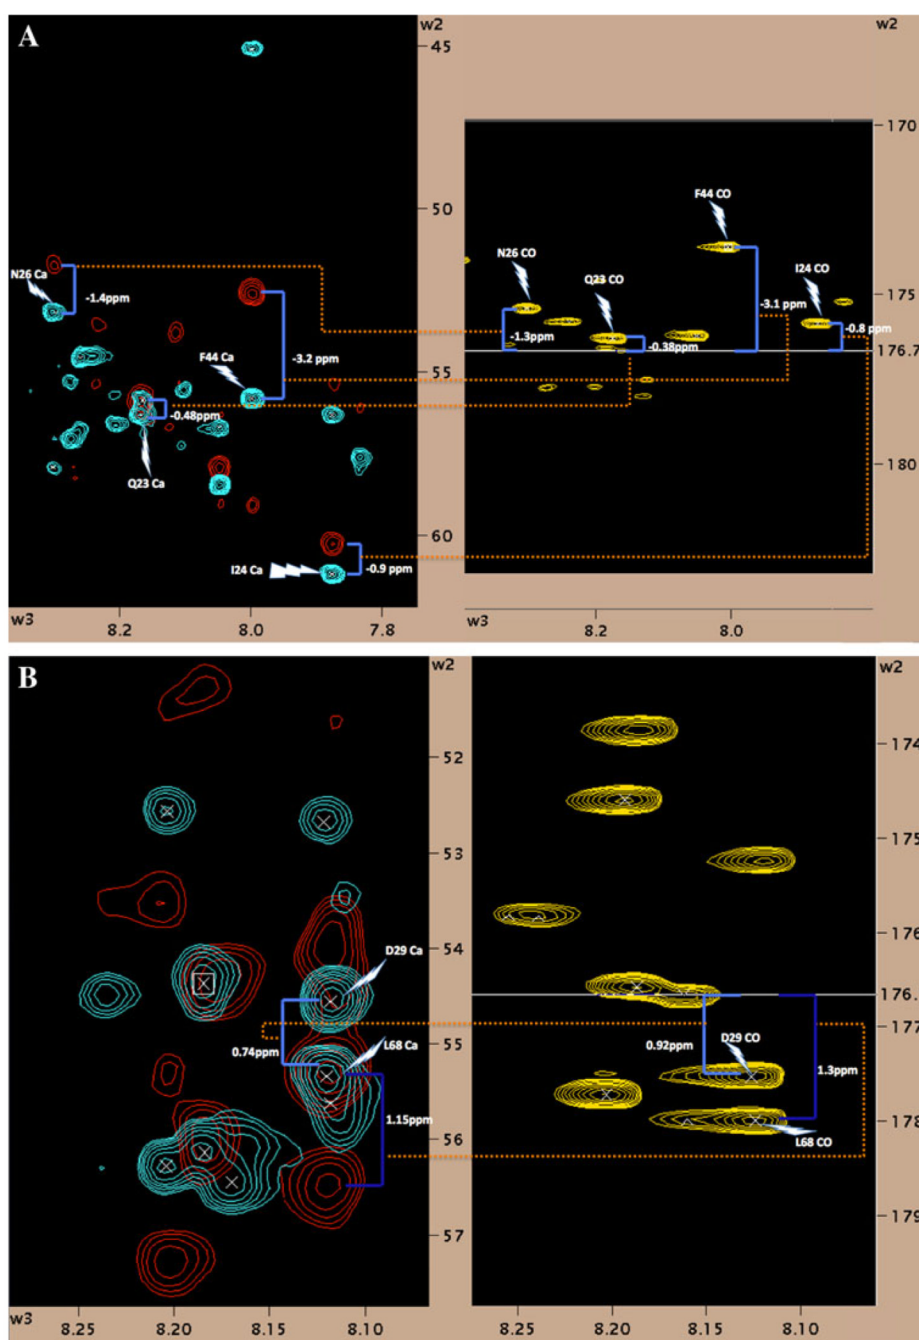 A
w2
45
50
55
60
N26 Ca
-1.4ppm
F44 Ca
-3.2 ppm
-0.48ppm
Q23 Ca
I24 Ca
-0.9 ppm
w3
8.2
8.0
7.8
w2
170
175
176.7
180
F44 CO
N26 CO
Q23 CO
I24 CO
-1.3ppm
-0.38ppm
-3.1 ppm
-0.8 ppm
w3
8.2
8.0
B
w2
52
53
54
55
56
57
D29 Ca
0.74ppm
L68 Ca
1.15ppm
w3
8.25
8.20
8.15
8.10
w2
174
175
176
176.
177
178
179
0.92ppm
D29 CO
1.3ppm
L68 CO
8.25
8.20
8.15
8.10